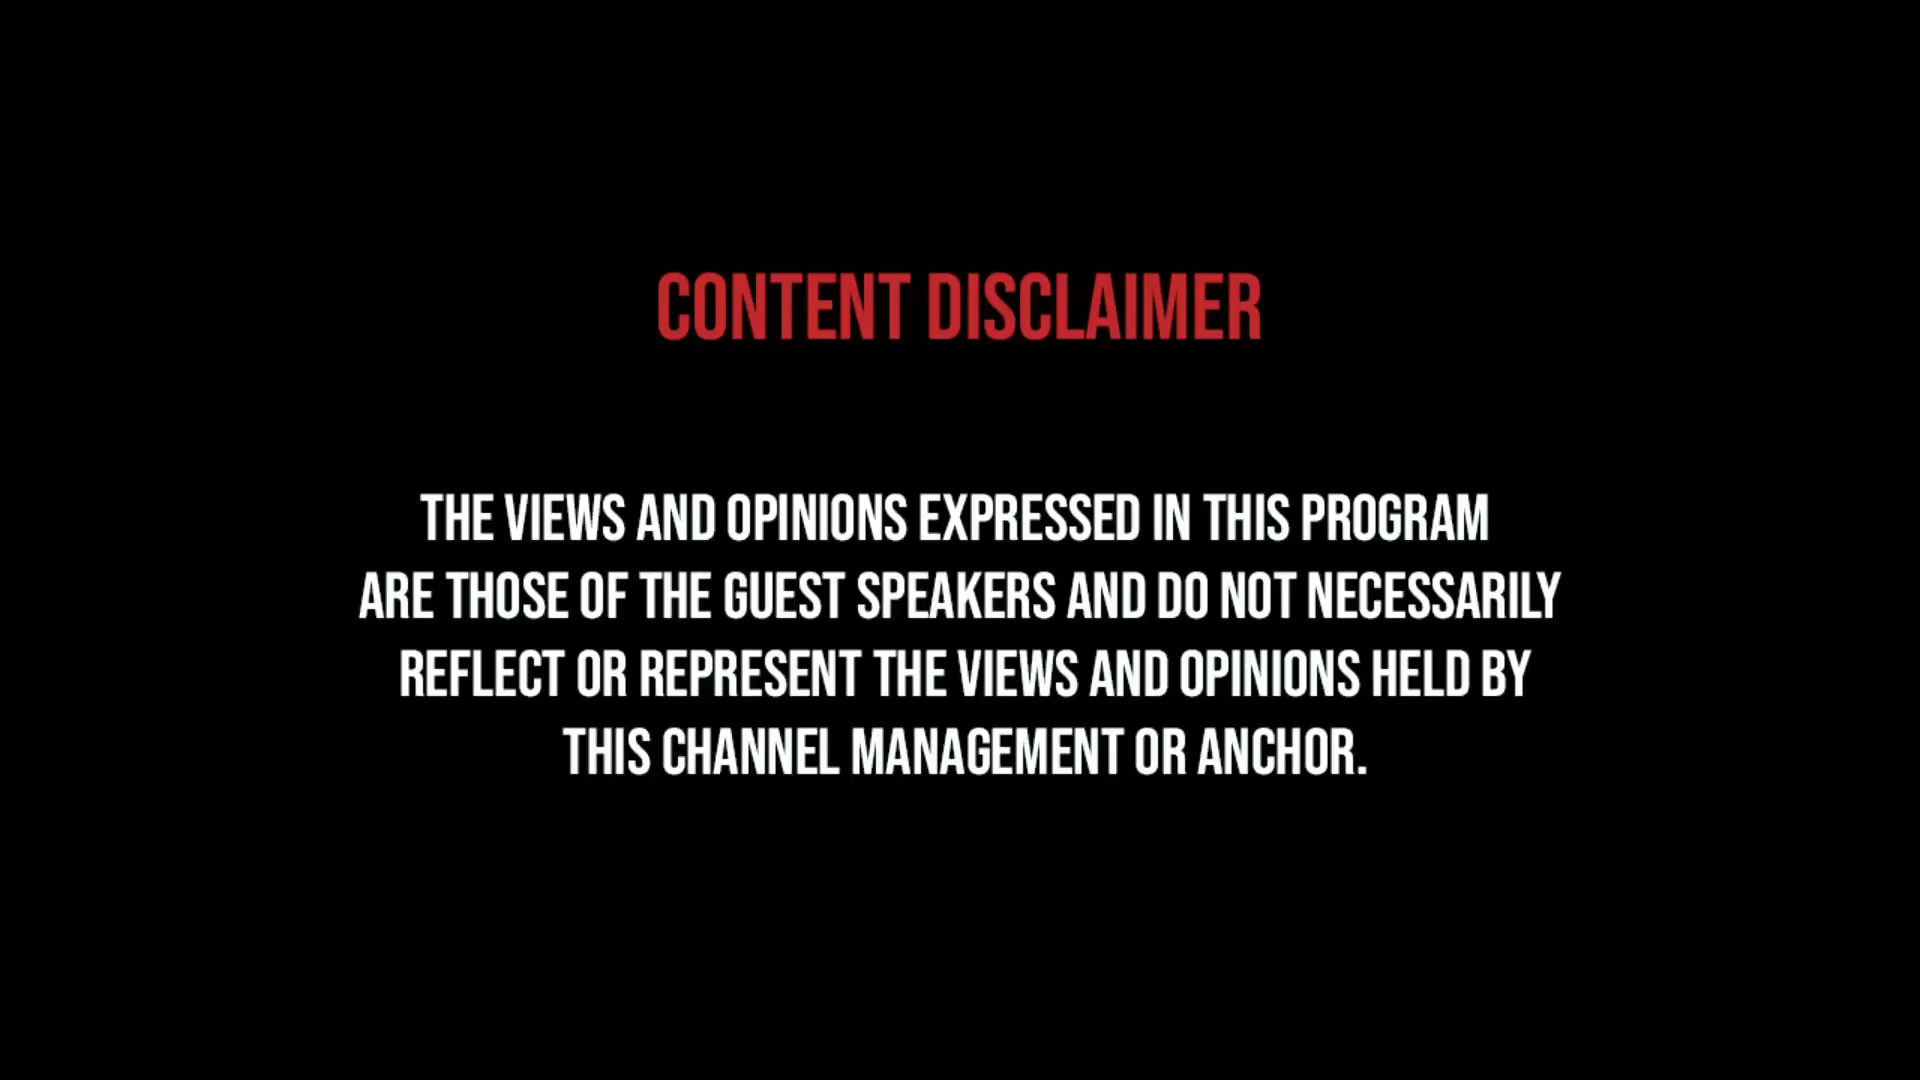 CONTENT DISCLAIMER
THE VIEWS AND OPINIONS EXPRESSED IN THIS PROGRAM
ARE THOSE OF THE GUEST SPEAKERS AND DO NOT NECESSARILY
REFLECT OR REPRESENT THE VIEWS AND OPINIONS HELD BY
THIS CHANNEL MANAGEMENT OR ANCHOR.